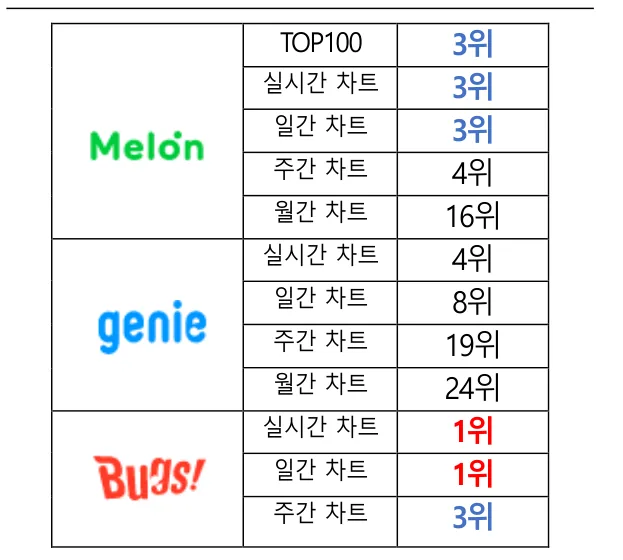 Melon
TOP100 3위
실시간 차트 3위
일간 차트 3위
주간 차트 4위
월간 차트 16위
genie
실시간 차트 4위
일간 차트 8위
주간 차트 19위
월간 차트 24위
Bugs!
실시간 차트 1위
일간 차트 1위
주간 차트 3위